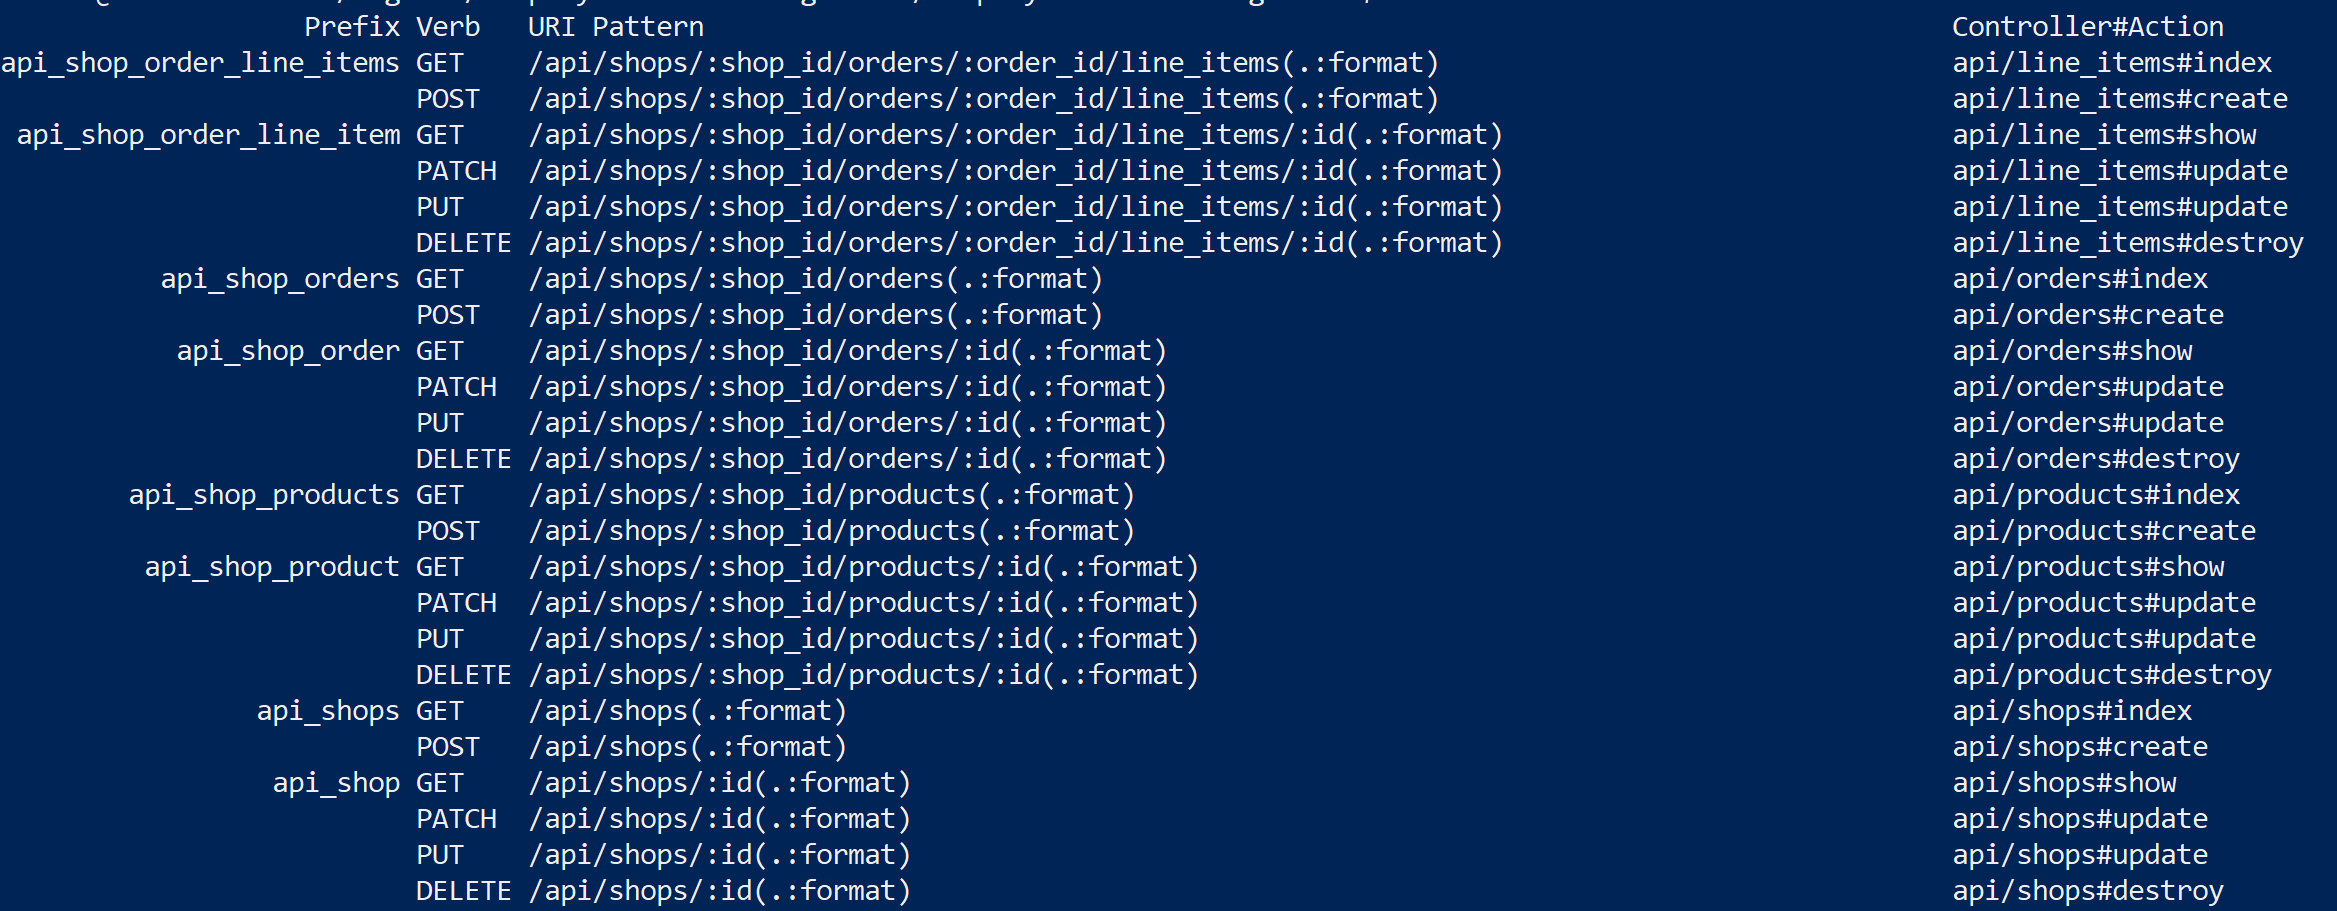 Prefix Verb URI Pattern Controller#Action
api_shop_order_line_items GET /api/shops/:shop_id/orders/:order_id/line_items(.:format) api/line_items#index
POST /api/shops/:shop_id/orders/:order_id/line_items(.:format) api/line_items#create
api_shop_order_line_item GET /api/shops/:shop_id/orders/:order_id/line_items/:id(.:format) api/line_items#show
PATCH /api/shops/:shop_id/orders/:order_id/line_items/:id(.:format) api/line_items#update
PUT /api/shops/:shop_id/orders/:order_id/line_items/:id(.:format) api/line_items#update
DELETE /api/shops/:shop_id/orders/:order_id/line_items/:id(.:format) api/line_items#destroy
api_shop_orders GET /api/shops/:shop_id/orders(.:format) api/orders#index
POST /api/shops/:shop_id/orders(.:format) api/orders#create
api_shop_order GET /api/shops/:shop_id/orders/:id(.:format) api/orders#show
PATCH /api/shops/:shop_id/orders/:id(.:format) api/orders#update
PUT /api/shops/:shop_id/orders/:id(.:format) api/orders#update
DELETE /api/shops/:shop_id/orders/:id(.:format) api/orders#destroy
api_shop_products GET /api/shops/:shop_id/products(.:format) api/products#index
POST /api/shops/:shop_id/products(.:format) api/products#create
api_shop_product GET /api/shops/:shop_id/products/:id(.:format) api/products#show
PATCH /api/shops/:shop_id/products/:id(.:format) api/products#update
PUT /api/shops/:shop_id/products/:id(.:format) api/products#update
DELETE /api/shops/:shop_id/products/:id(.:format) api/products#destroy
api_shops GET /api/shops(.:format) api/shops#index
POST /api/shops(.:format) api/shops#create
api_shop GET /api/shops/:id(.:format) api/shops#show
PATCH /api/shops/:id(.:format) api/shops#update
PUT /api/shops/:id(.:format) api/shops#update
DELETE /api/shops/:id(.:format) api/shops#destroy